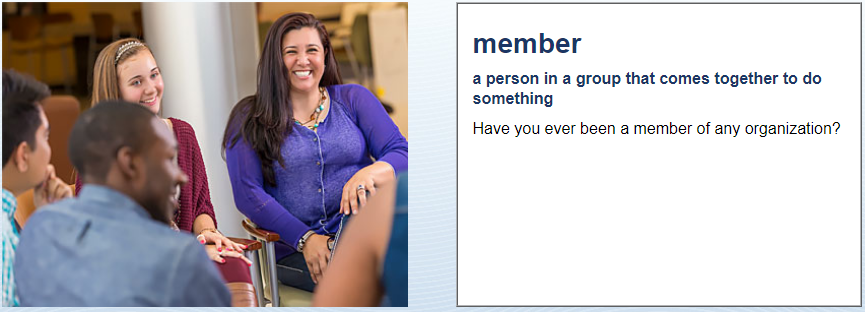 member
a person in a group that comes together to do
something
Have you ever been a member of any organization?